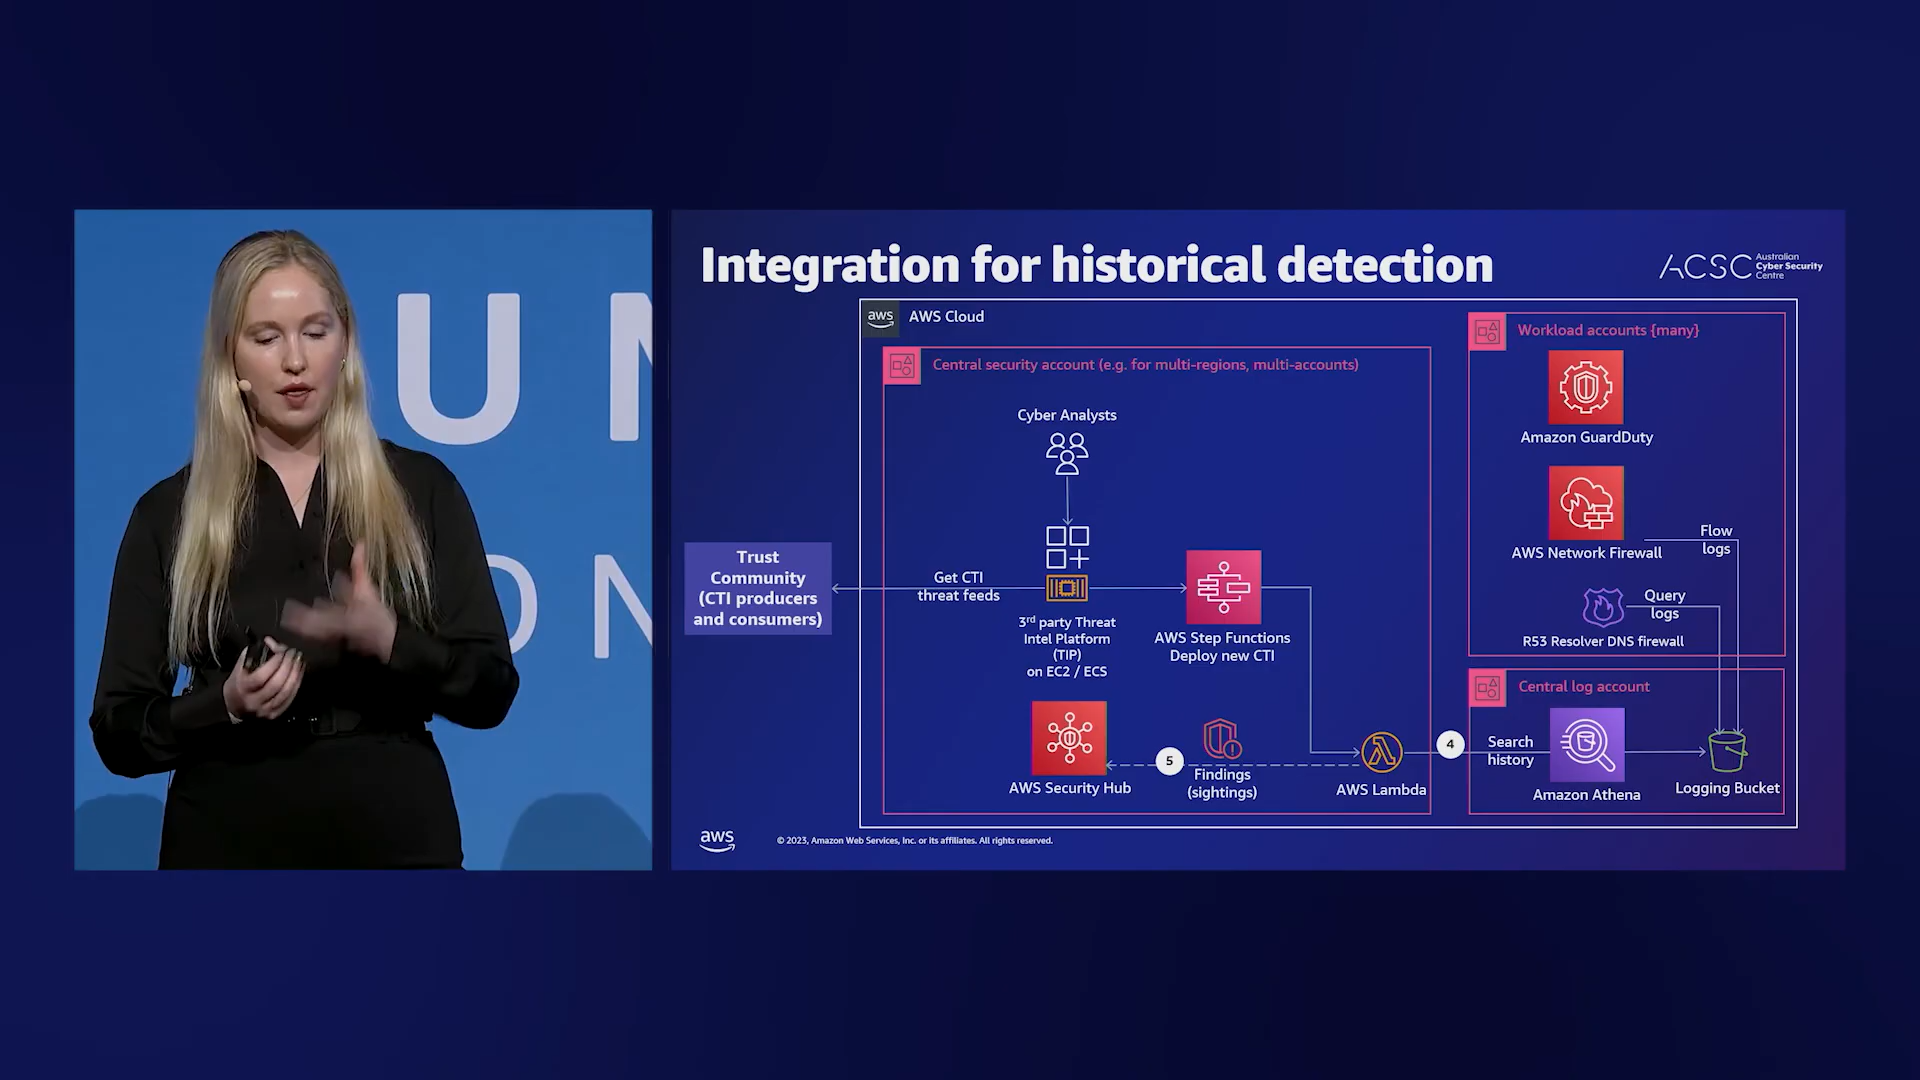 U
ON
Integration for historical detection
ACSC Australian
Cyber Security
Centre
aws AWS Cloud
Central security account (e.g. for multi-regions, multi-accounts)
Cyber Analysts
Trust
Community
(CTI producers
and consumers)
Get CTI
threat feeds
3rd party Threat
Intel Platform
(TIP)
on EC2 / ECS
AWS Step Functions
Deploy new CTI
AWS Security Hub
5
Findings
(sightings)
AWS Lambda
Workload accounts {many}
Amazon GuardDuty
AWS Network Firewall
Flow
logs
Query
logs
R53 Resolver DNS firewall
Central log account
4
Search
history
Amazon Athena
Logging Bucket
aws
© 2023, Amazon Web Services, Inc. or its affiliates. All rights reserved.